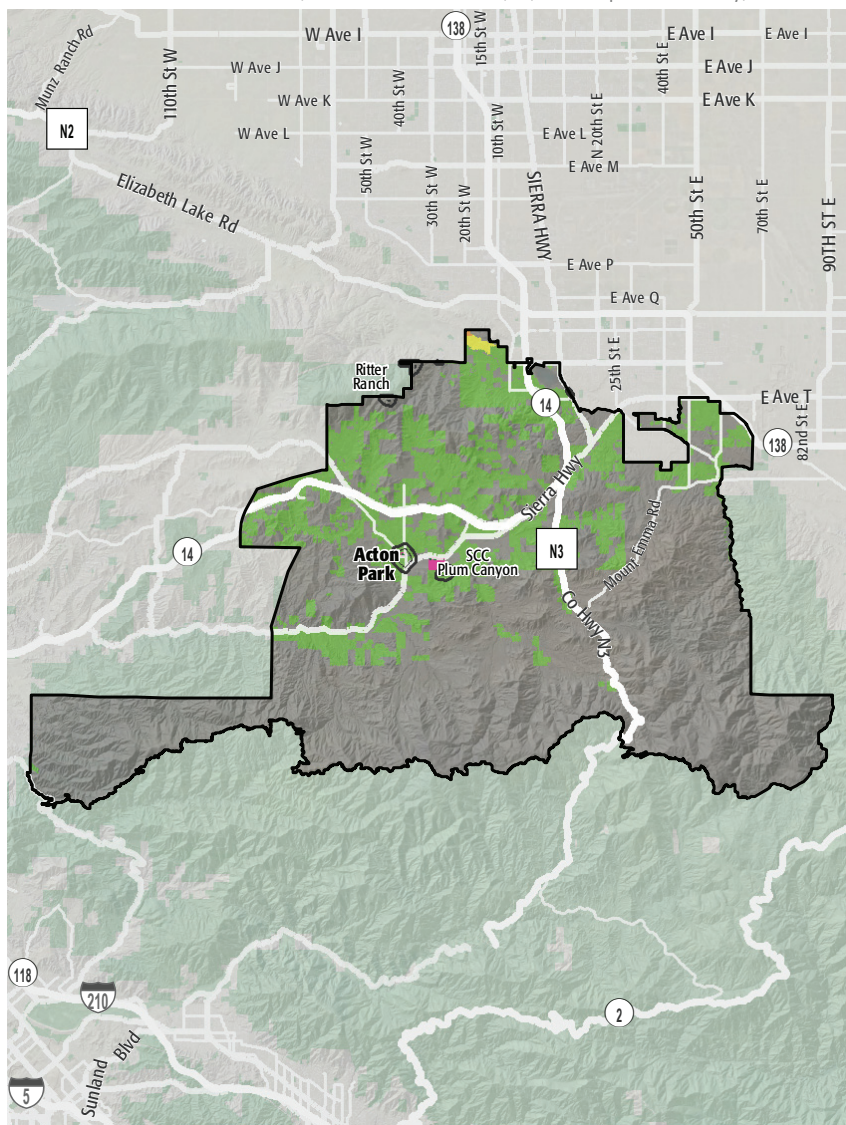 138
W Ave I
15th St W
E Ave I
E Ave I
Munz Ranch Rd
110th St W
W Ave J
40th St W
40th St E
E Ave J
W Ave K
10th St W
N 20th St E
E Ave K
N2
W Ave L
E Ave L
50th St W
30th St W
20th St W
E Ave M
Elizabeth Lake Rd
SIERRA HWY
50th St E
70th St E
90TH ST E
E Ave P
E Ave Q
25th St E
Ritter
Ranch
14
E Ave T
138
82nd St E
Sierra Hwy
14
Acton
Park
SCC
Plum Canyon
N3
Mount Emma Rd
Co Hwy N3
118
210
2
Sunland Blvd
5